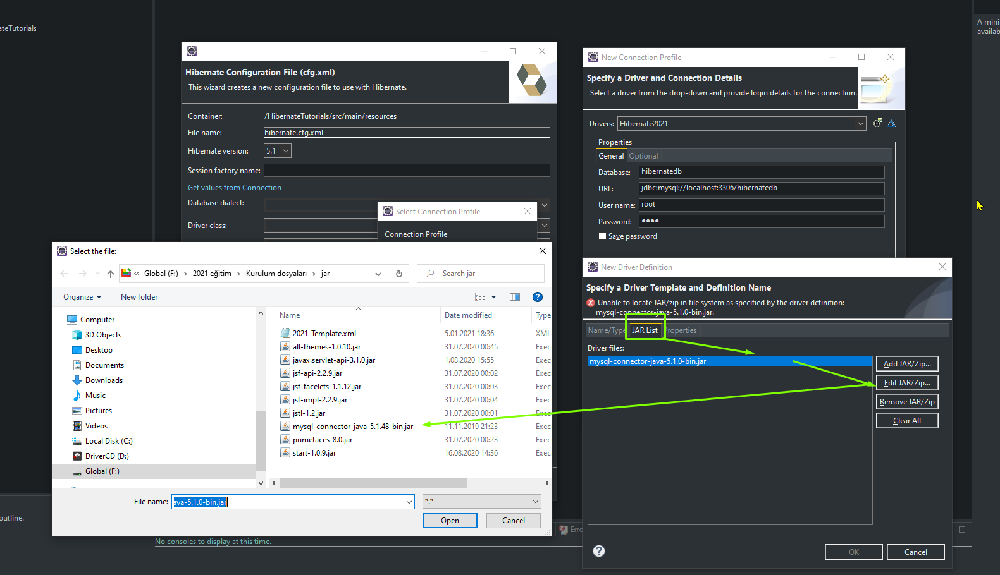 ateTutorials
A mini
availab
Hibernate Configuration File (cfg.xml)
This wizard creates a new configuration file to use with Hibernate.
Container:
/HibernateTutorials/src/main/resources
File name:
hibernate.cfg.xml
Hibernate version:
5.1
Session factory name:
Get values from Connection
Database dialect:
Driver class:
Select Connection Profile
Connection Profile
New Connection Profile
Specify a Driver and Connection Details
Select a driver from the drop-down and provide login details for the connection.
Drivers:
Hibernate2021
Properties
General
Optional
Database:
hibernatedb
URL:
jdbc:mysql://localhost:3306/hibernatedb
User name:
root
Password:
●●●●
Save password
Select the file:
« Global (F:) › 2021 eğitim › Kurulum dosyaları › jar
Search jar
Organize
New folder
Computer
3D Objects
Desktop
Documents
Downloads
Music
Pictures
Videos
Local Disk (C:)
DriverCD (D:)
Global (F:)
Name Date modified Type
2021_Template.xml 5.01.2021 18:36 XML
all-themes-1.0.10.jar 31.07.2020 00:45 Execu
javax.servlet-api-3.1.0.jar 1.08.2020 15:55 Execu
jsf-api-2.2.9.jar 31.07.2020 00:02 Execu
jsf-facelets-1.1.12.jar 31.07.2020 00:03 Execu
jsf-impl-2.2.9.jar 31.07.2020 00:04 Execu
jstl-1.2.jar 31.07.2020 00:01 Execu
mysql-connector-java-5.1.48-bin.jar 11.11.2019 21:23 Execu
primefaces-8.0.jar 31.07.2020 00:23 Execu
start-1.0.9.jar 16.08.2020 14:36 Execu
File name:
ava-5.1.0-bin.jar
*.*
Open
Cancel
New Driver Definition
Specify a Driver Template and Definition Name
Unable to locate JAR/zip in file system as specified by the driver definition:
mysql-connector-java-5.1.0-bin.jar.
Name/Type
JAR List
Properties
Driver files:
mysql-connector-java-5.1.0-bin.jar
Add JAR/Zip...
Edit JAR/Zip...
Remove JAR/Zip
Clear All
OK
Cancel
outline.
Erro
No consoles to display at this time.